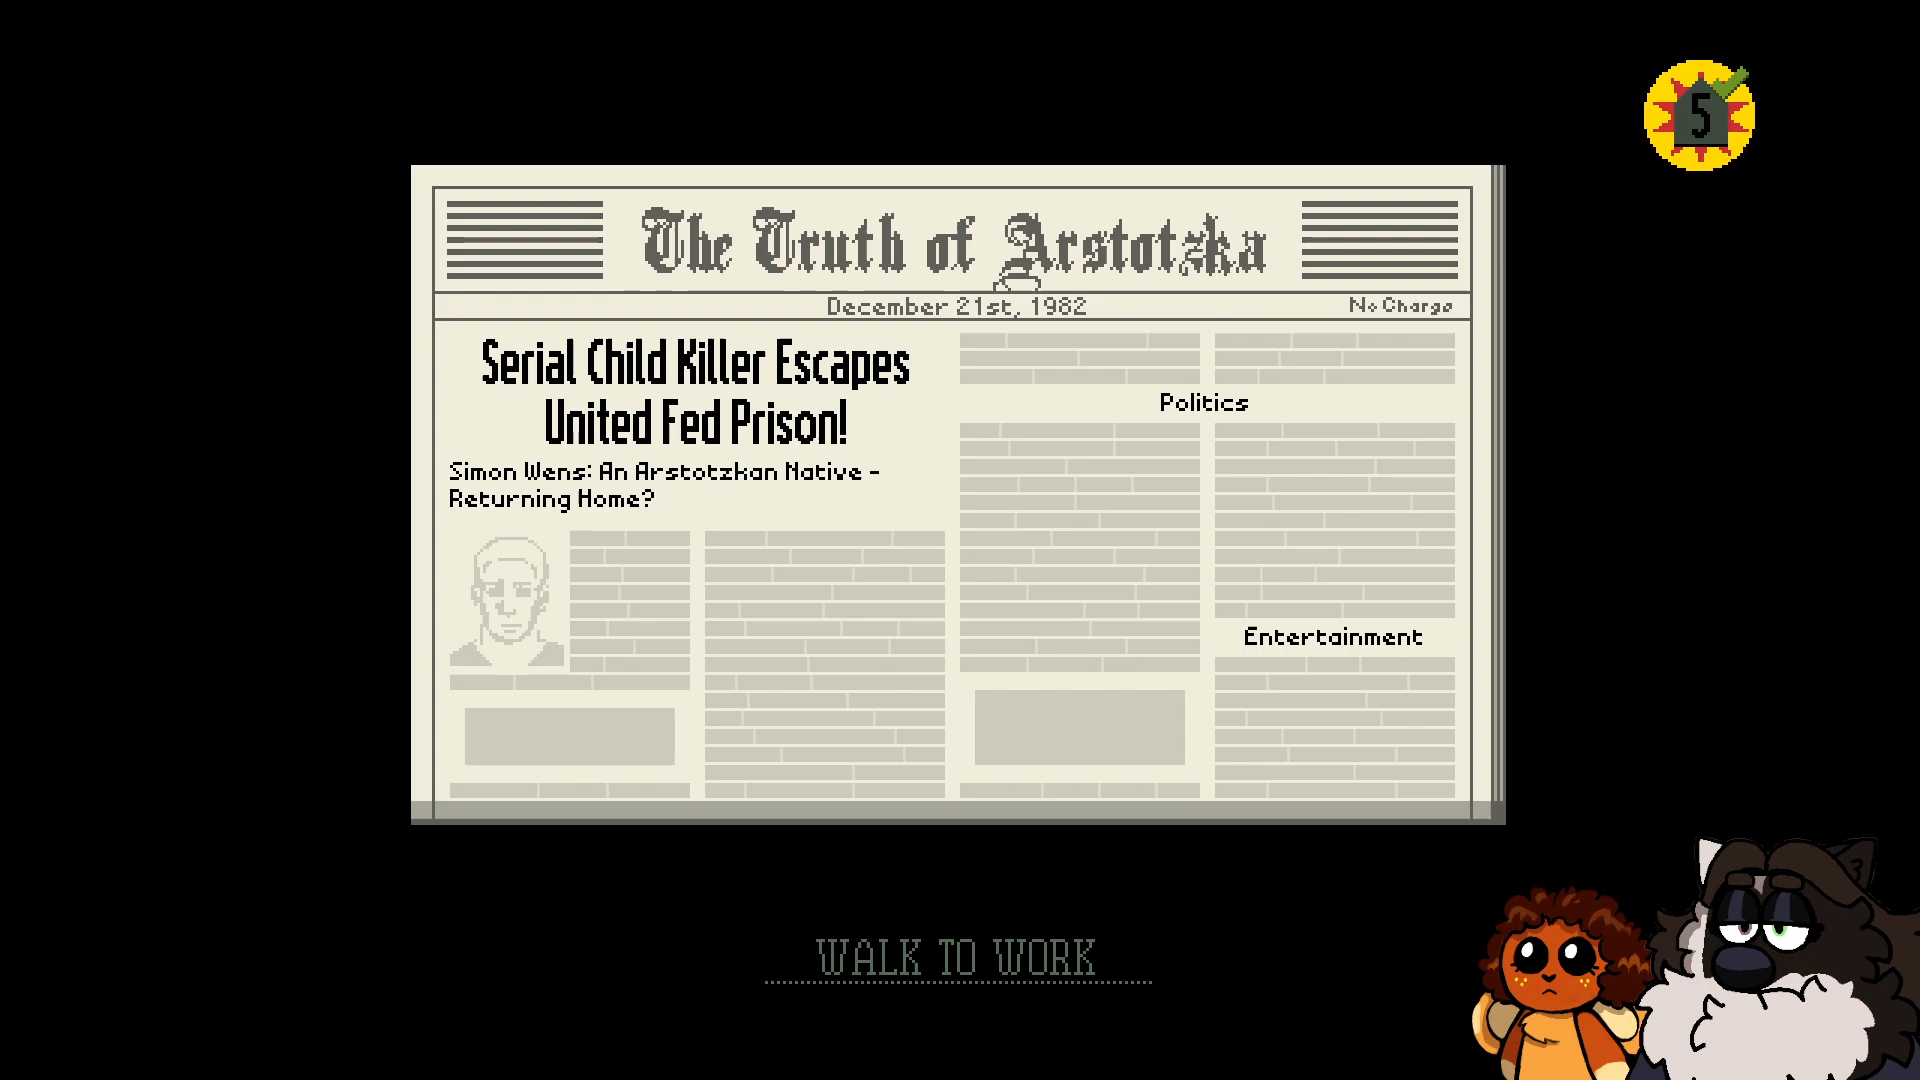 5
The Truth of Arstotzka
December 21st, 1982
No Charge
Serial Child Killer Escapes
United Fed Prison!
Simon Wens: An Arstotzkan Native -
Returning Home?
Politics
Entertainment
WALK TO WORK